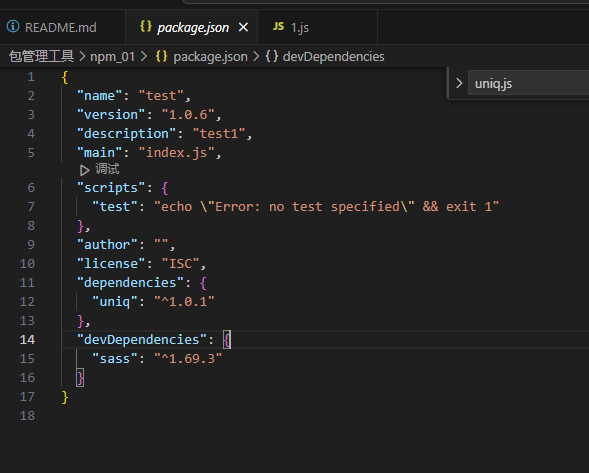 README.md
{} package.json ×
JS 1.js
包管理工具 > npm_01 > {} package.json > {} devDependencies
> uniq.js
1 {
2 "name": "test",
3 "version": "1.0.6",
4 "description": "test1",
5 "main": "index.js",
调试
6 "scripts": {
7 "test": "echo \"Error: no test specified\" && exit 1"
8 },
9 "author": "",
10 "license": "ISC",
11 "dependencies": {
12 "uniq": "^1.0.1"
13 },
14 "devDependencies": {
15 "sass": "^1.69.3"
16 }
17 }
18